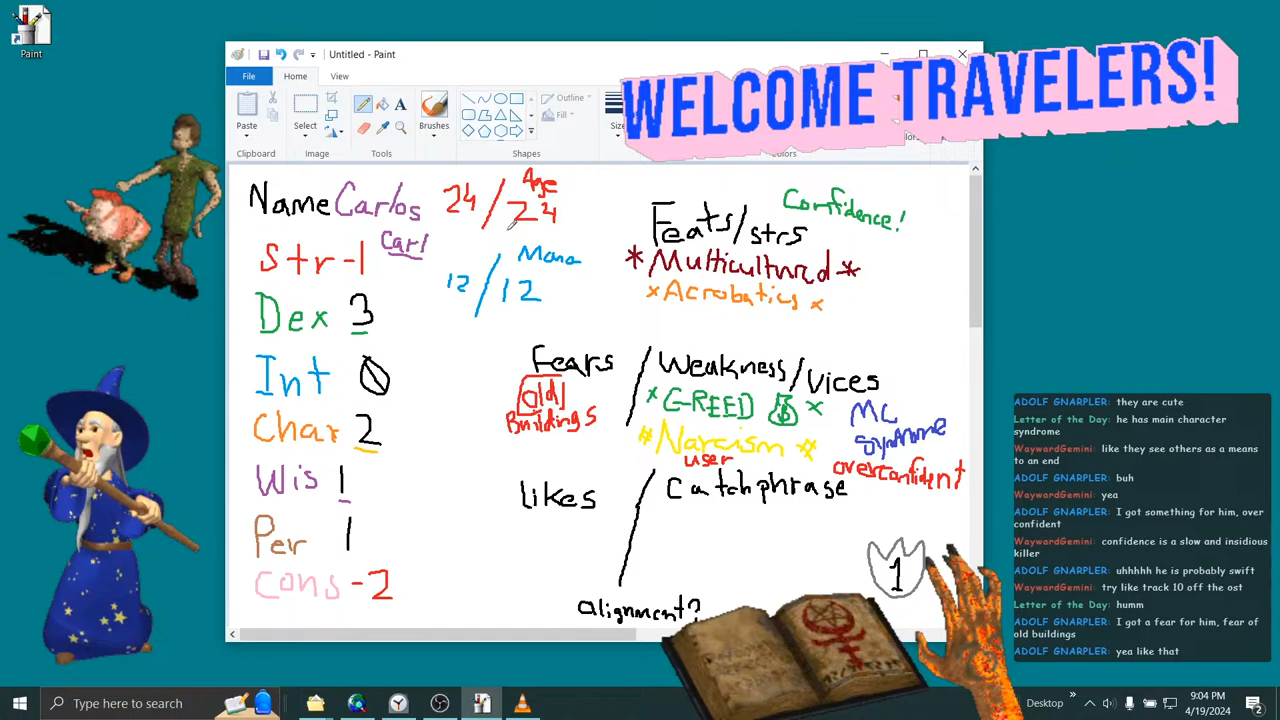 Paint
Untitled - Paint
WELCOME TRAVELERS!
File
Home
View
Paste
Select
Brushes
Outline
Fill
Clipboard
Image
Tools
Shapes
Colors
Name Carlos
Carl
24/24
Age
12/12
Mana
Str -1
Dex 3
Int 0
Char 2
Wis 1
Per 1
Cons -2
Confidence!
Feats/strs
*Multicultured*
×Acrobatics×
Fears / Weakness/Vices
old
Buildings
×GREED $ ×
*Narcism*
user
MC
Syndrome
overconfident
likes / Catchphrase
1
alignment?
ADOLF GNARPLER: they are cute
Letter of the Day: he has main character
syndrome
WaywardGemini: like they see others as a means
to an end
ADOLF GNARPLER: buh
WaywardGemini: yea
ADOLF GNARPLER: I got something for him, over
confident
WaywardGemini: confidence is a slow and insidious
killer
ADOLF GNARPLER: uhhhhh he is probably swift
WaywardGemini: try like track 10 off the ost
Letter of the Day: humm
ADOLF GNARPLER: I got a fear for him, fear of
old buildings
ADOLF GNARPLER: yea like that
Type here to search
Desktop
9:04 PM
4/19/2024
2